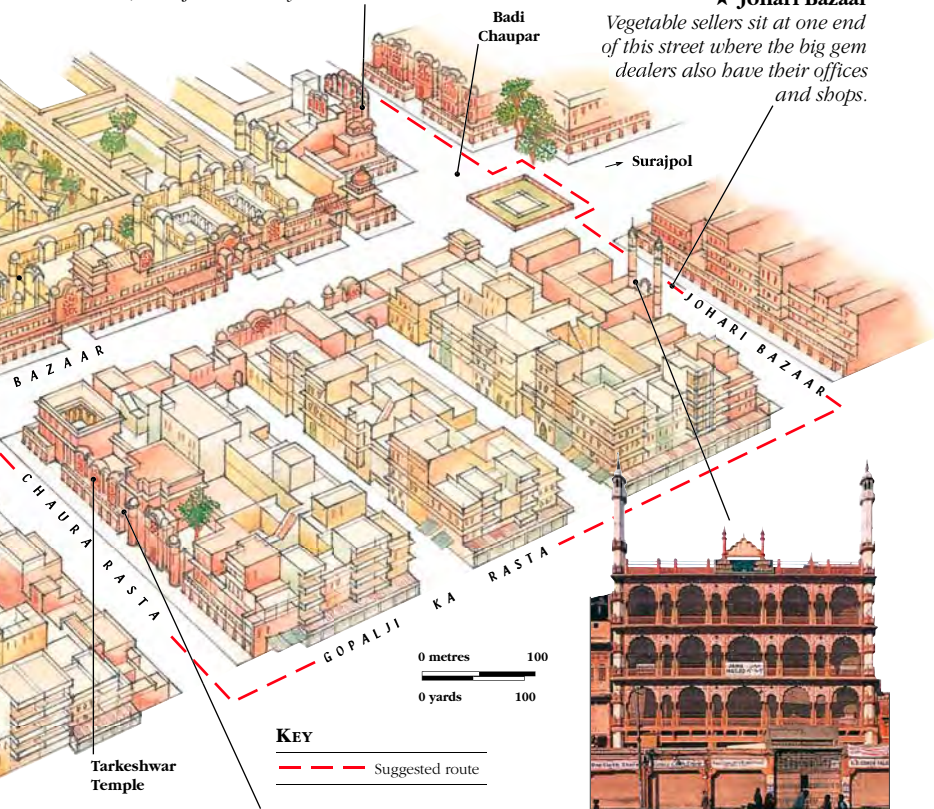 Badi
Chaupar
★ Johari Bazaar
Vegetable sellers sit at one end
of this street where the big gem
dealers also have their offices
and shops.
Surajpol
JOHARI BAZAAR
BAZAAR
CHAURA RASTA
GOPALJI KA RASTA
0 metres 100
0 yards 100
KEY
Suggested route
Tarkeshwar
Temple
JAMA
MASJID